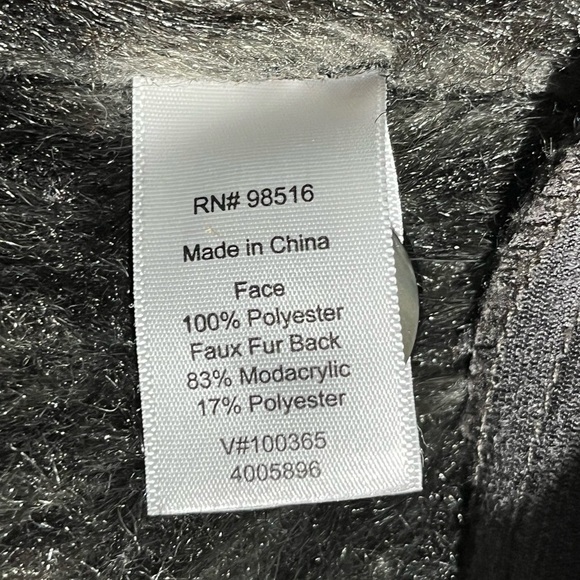 RN# 98516
Made in China
Face
100% Polyester
Faux Fur Back
83% Modacrylic
17% Polyester
V#100365
4005896